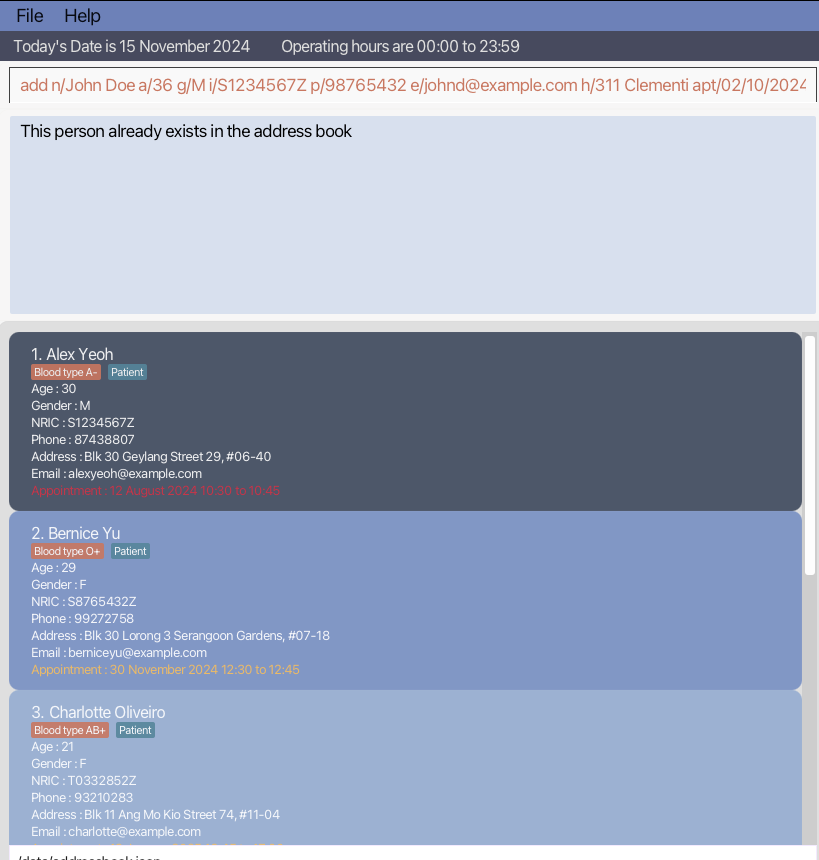 File Help
Today's Date is 15 November 2024 Operating hours are 00:00 to 23:59
add n/John Doe a/36 g/M i/S1234567Z p/98765432 e/johnd@example.com h/311 Clementi apt/02/10/2024
This person already exists in the address book
1. Alex Yeoh
Blood type A- Patient
Age : 30
Gender : M
NRIC : S1234567Z
Phone : 87438807
Address : Blk 30 Geylang Street 29, #06-40
Email : alexyeoh@example.com
Appointment : 12 August 2024 10:30 to 10:45
2. Bernice Yu
Blood type O+ Patient
Age : 29
Gender : F
NRIC : S8765432Z
Phone : 99272758
Address : Blk 30 Lorong 3 Serangoon Gardens, #07-18
Email : berniceyu@example.com
Appointment : 30 November 2024 12:30 to 12:45
3. Charlotte Oliveiro
Blood type AB+ Patient
Age : 21
Gender : F
NRIC : T0332852Z
Phone : 93210283
Address : Blk 11 Ang Mo Kio Street 74, #11-04
Email : charlotte@example.com